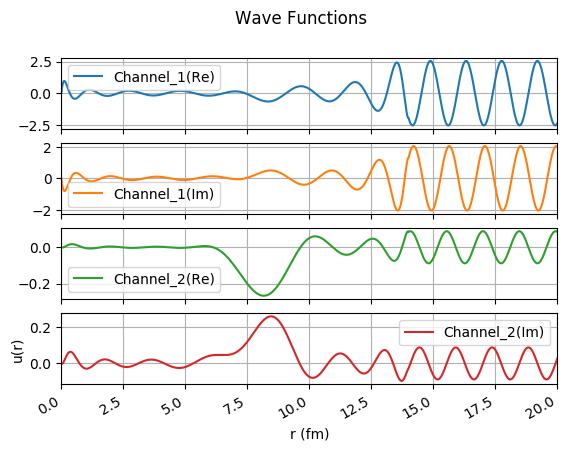 Wave Functions
2.5
0.0
−2.5
Channel_1(Re)
2
0
−2
Channel_1(Im)
0.0
−0.2
Channel_2(Re)
0.2
0.0
Channel_2(Im)
u(r)
0.0 2.5 5.0 7.5 10.0 12.5 15.0 17.5 20.0
r (fm)